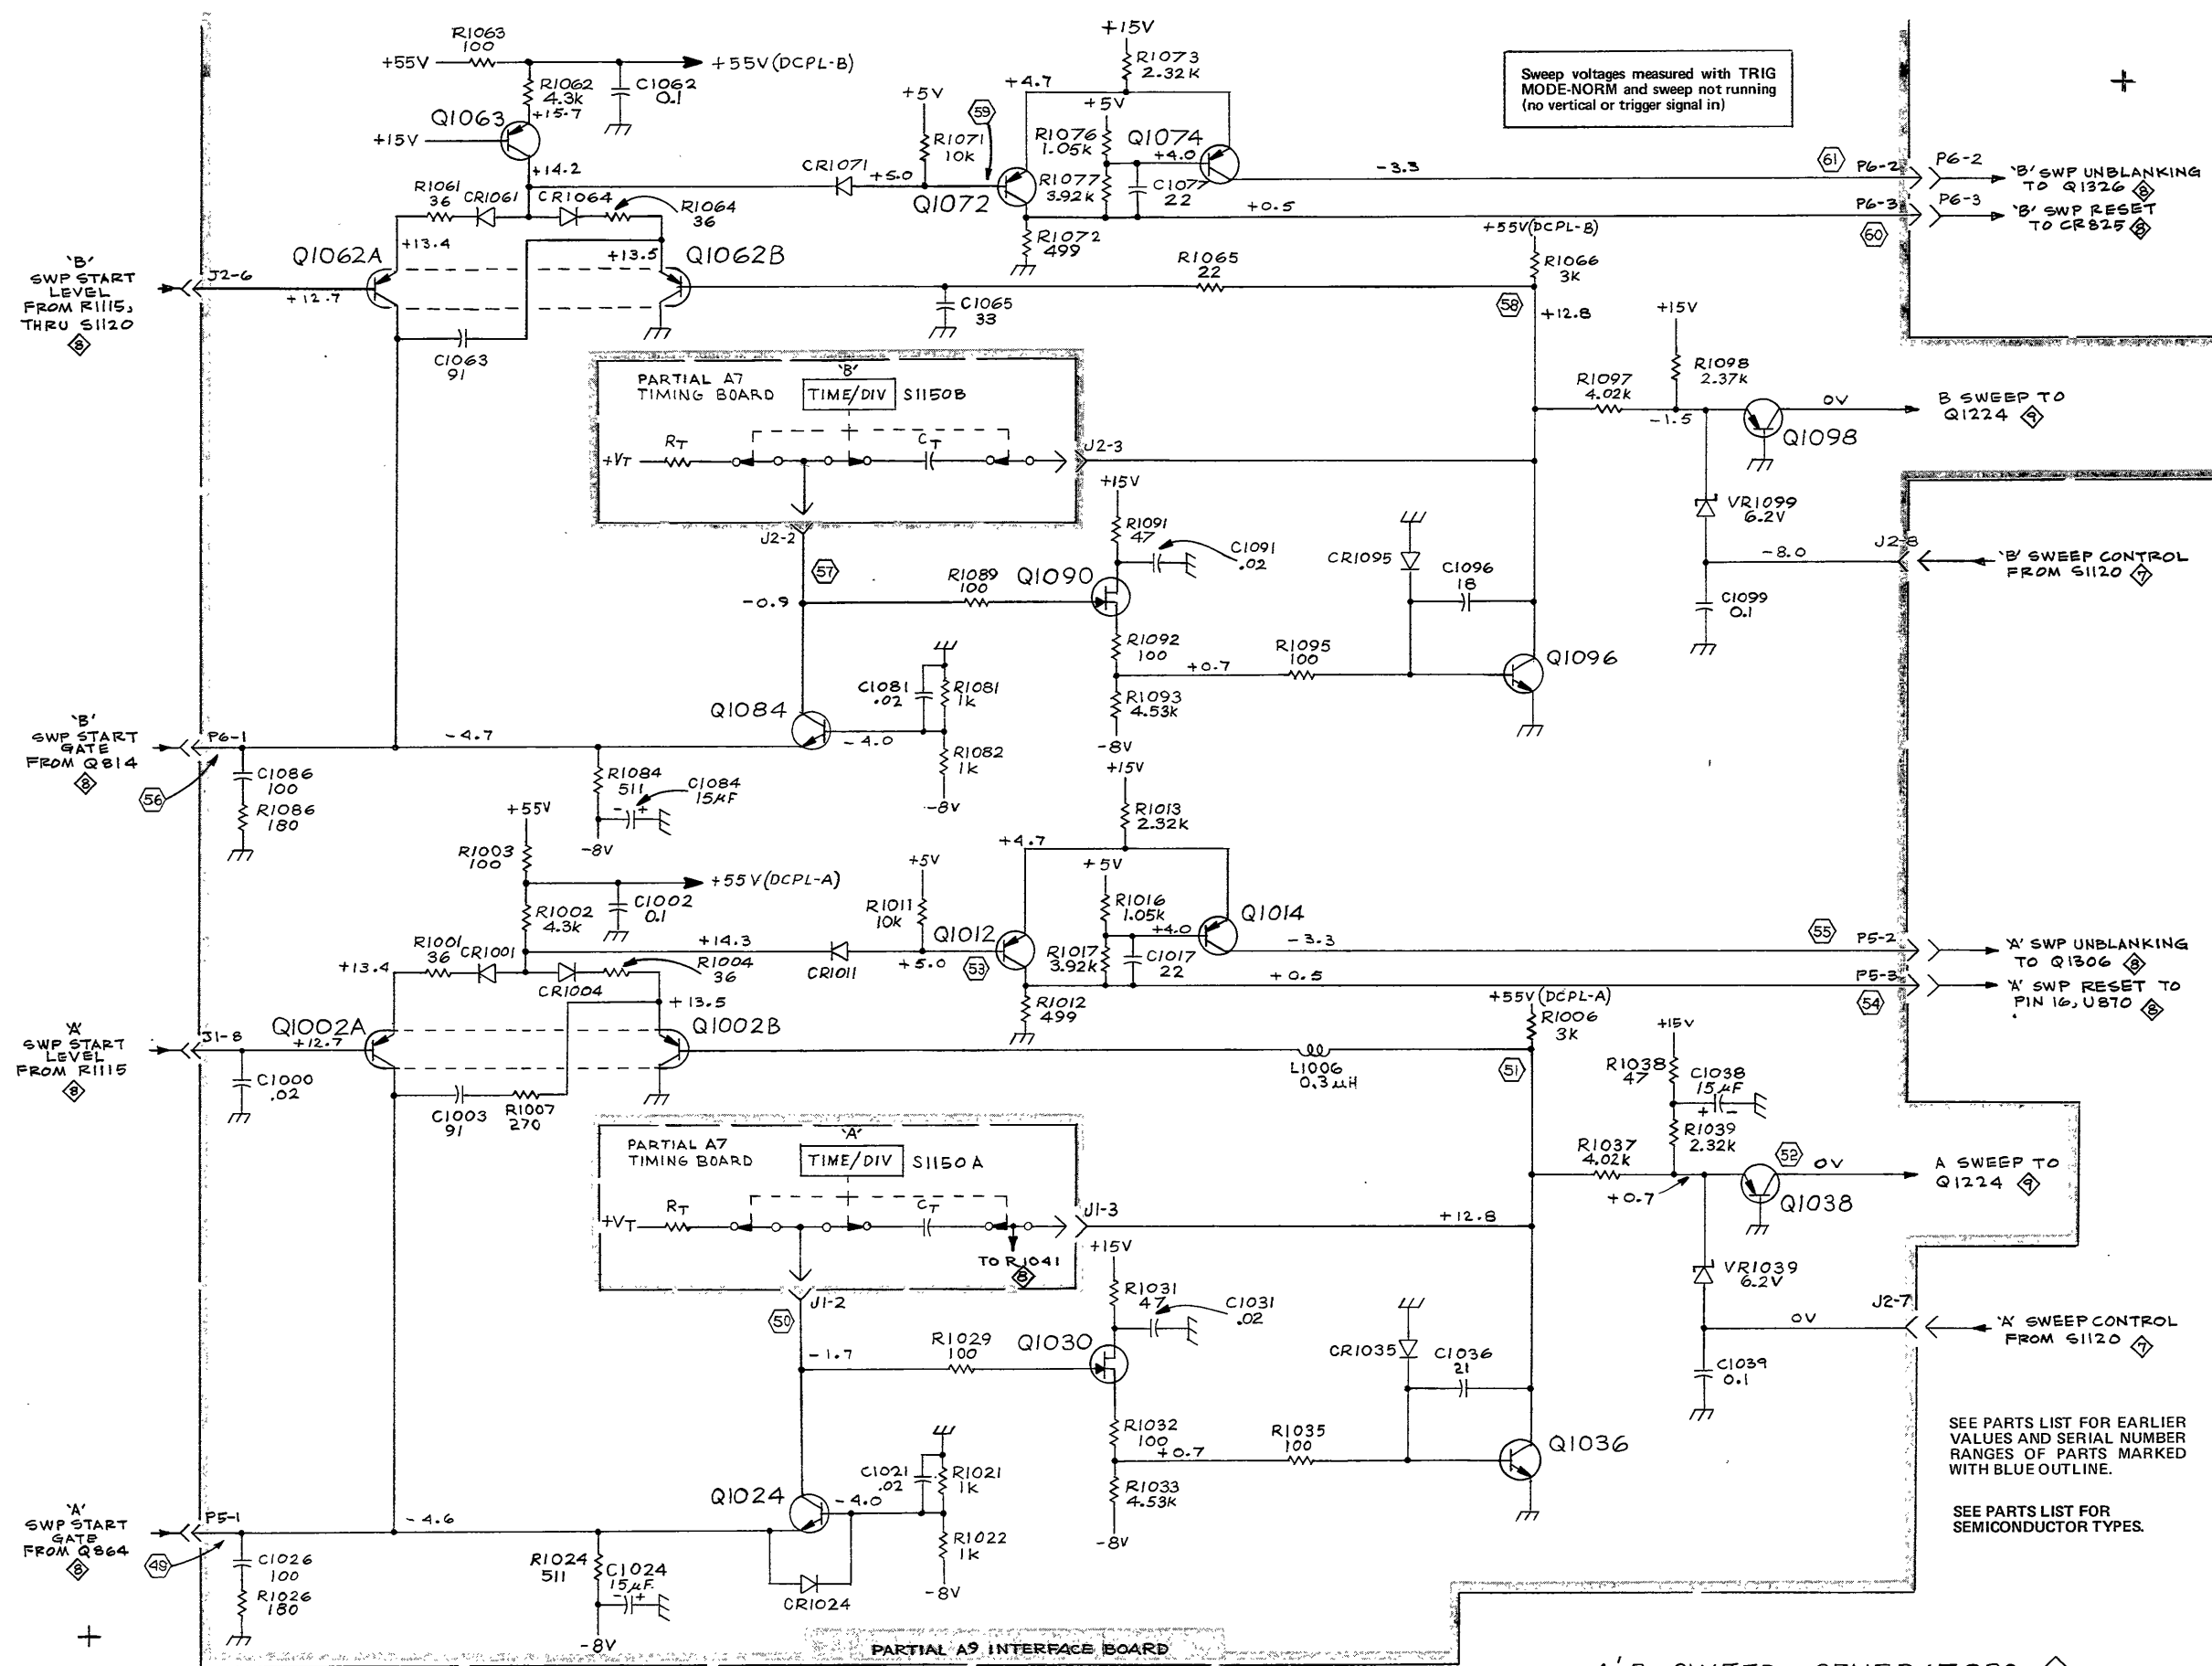 R1063
100
+55V
+55V (DCPL-B)
R1062
4.3k
C1062
0.1
+15.7
Q1063
+15V
+14.2
R1061
36
CR1061
CR1064
R1064
36
+13.4
+13.5
Q1062A
Q1062B
'B'
SWP START
LEVEL
FROM R1115,
THRU S1120
8
J2-6
+12.7
C1063
91
CR1071
+5V
R1071
10k
+5.0
59
Q1072
+15V
R1073
2.32K
+4.7
+5V
R1076
1.05k
Q1074
+4.0
R1077
3.92k
C1077
22
R1072
499
-3.3
+0.5
Sweep voltages measured with TRIG
MODE-NORM and sweep not running
(no vertical or trigger signal in)
61
P6-2
P6-2
'B' SWP UNBLANKING
TO Q1326 8
P6-3
P6-3
'B' SWP RESET
TO CR825 8
60
+55V(DCPL-B)
R1065
22
R1066
3K
C1065
33
58
+12.8
PARTIAL A7
TIMING BOARD
'B'
TIME/DIV
S1150B
RT
CT
+VT
J2-3
J2-2
+15V
R1098
2.37k
R1097
4.02k
-1.5
0V
Q1098
B SWEEP TO
Q1224 9
VR1099
6.2V
-8.0
J2-8
'B' SWEEP CONTROL
FROM S1120 7
C1099
0.1
57
-0.9
R1089
100
Q1090
+15V
R1091
47
C1091
.02
R1092
100
+0.7
R1093
4.53K
-8V
R1095
100
CR1095
C1096
18
Q1096
C1081
.02
R1081
1k
Q1084
-4.0
R1082
1k
-8V
'B'
SWP START
GATE
FROM Q814
8
P6-1
-4.7
56
C1086
100
R1086
180
R1084
511
C1084
15μF
-8V
+55V
R1003
100
+55V (DCPL-A)
R1002
4.3K
C1002
0.1
R1001
36
CR1001
+14.3
R1004
36
CR1004
+13.4
+13.5
Q1002A
Q1002B
'A'
SWP START
LEVEL
FROM R1115
8
J1-8
+12.7
C1000
.02
C1003
91
R1007
270
CR1011
+5V
R1011
10k
+5.0
53
Q1012
+15V
R1013
2.32K
+4.7
+5V
R1016
1.05k
Q1014
+4.0
R1017
3.92k
C1017
22
R1012
499
-3.3
+0.5
55
P5-2
'A' SWP UNBLANKING
TO Q1306 8
P5-3
'A' SWP RESET TO
PIN 16, U870 8
54
+55V (DCPL-A)
R1006
3K
L1006
0.3μH
51
PARTIAL A7
TIMING BOARD
'A'
TIME/DIV
S1150A
RT
CT
+VT
TO R1041
8
J1-3
J1-2
+12.8
+15V
R1038
47
C1038
15μF
+ -
R1039
2.32K
R1037
4.02K
+0.7
52
0V
Q1038
A SWEEP TO
Q1224 9
VR1039
6.2V
0V
J2-7
'A' SWEEP CONTROL
FROM S1120 7
C1039
0.1
50
-1.7
R1029
100
Q1030
+15V
R1031
47
C1031
.02
R1032
100
+0.7
R1033
4.53K
-8V
R1035
100
CR1035
C1036
21
Q1036
C1021
.02
R1021
1K
Q1024
-4.0
R1022
1K
-8V
CR1024
'A'
SWP START
GATE
FROM Q864
8
P5-1
-4.6
49
C1026
100
R1026
180
R1024
511
C1024
15μF
- +
-8V
SEE PARTS LIST FOR EARLIER
VALUES AND SERIAL NUMBER
RANGES OF PARTS MARKED
WITH BLUE OUTLINE.
SEE PARTS LIST FOR
SEMICONDUCTOR TYPES.
PARTIAL A9 INTERFACE BOARD